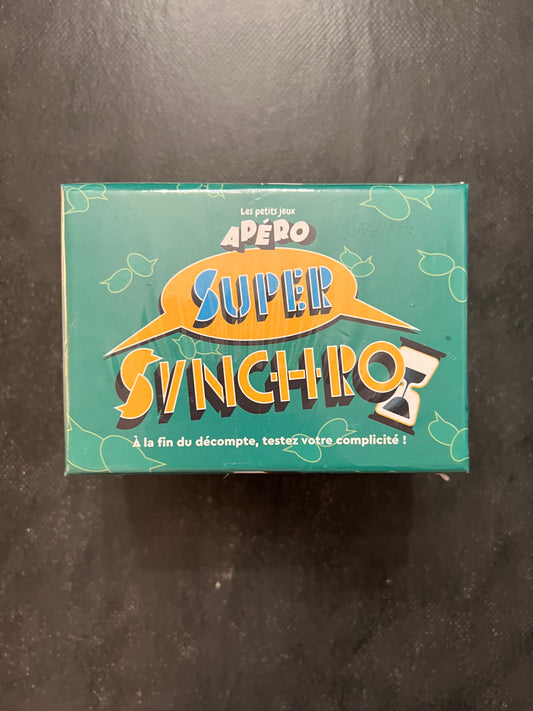 Les petits jeux
APÉRO
SUPER
SYNCHRO
À la fin du décompte, testez votre complicité !